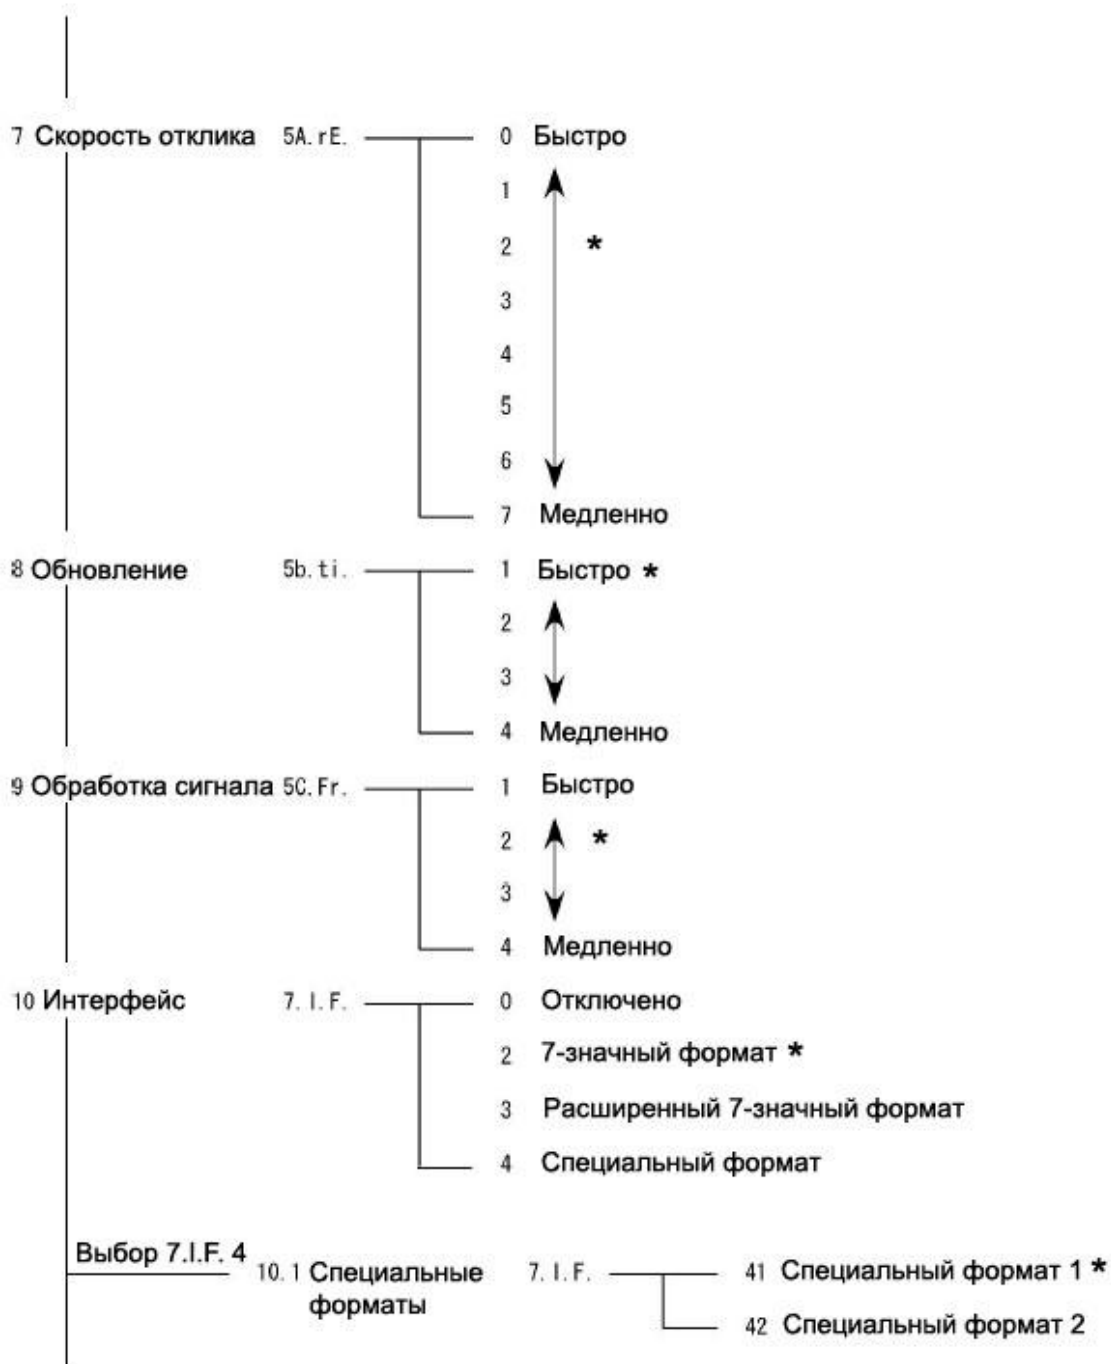 7 Скорость отклика 5A.rE. 0 Быстро
1
2 *
3
4
5
6
7 Медленно
8 Обновление 5b.ti. 1 Быстро *
2
3
4 Медленно
9 Обработка сигнала 5C.Fr. 1 Быстро
2 *
3
4 Медленно
10 Интерфейс 7.I.F. 0 Отключено
2 7-значный формат *
3 Расширенный 7-значный формат
4 Специальный формат
Выбор 7.I.F. 4
10.1 Специальные форматы 7.I.F. 41 Специальный формат 1 *
42 Специальный формат 2